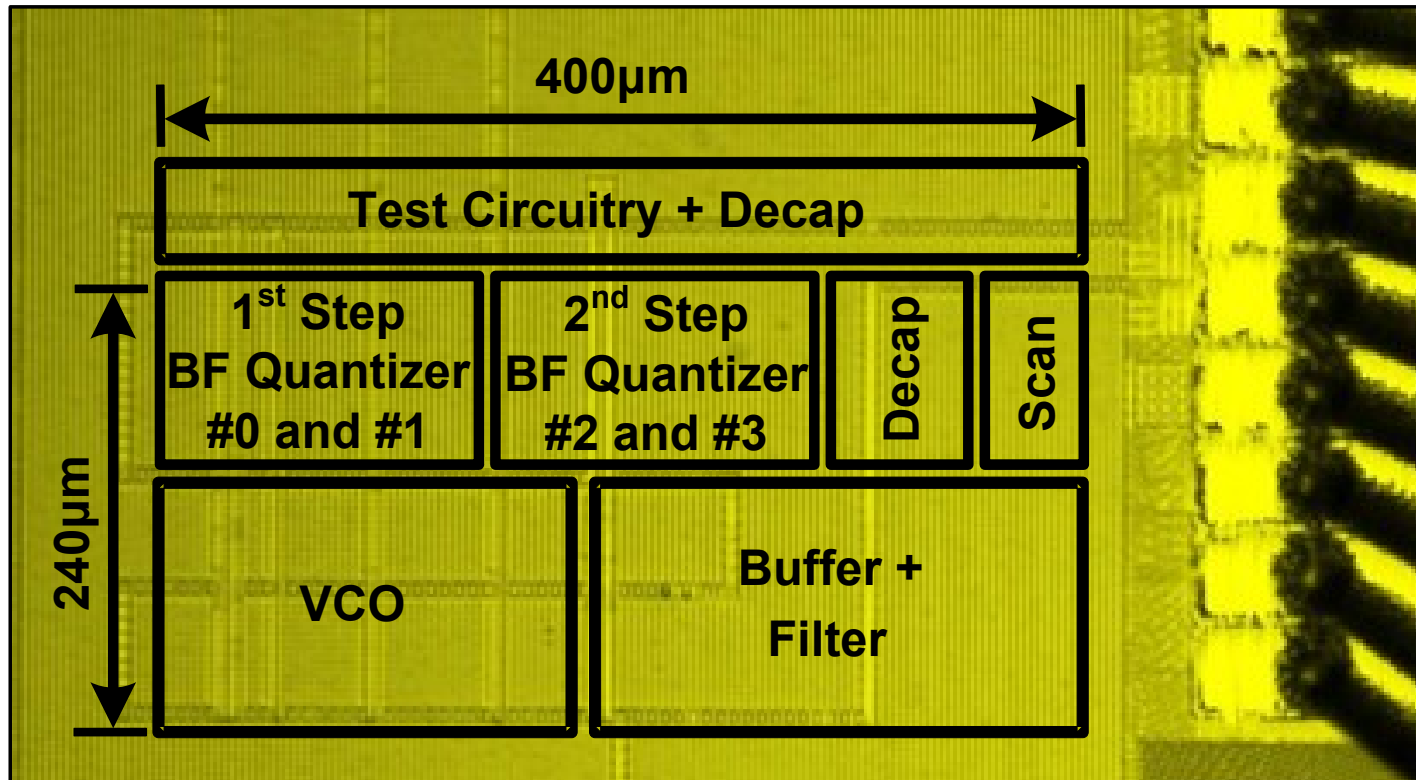 400μm
Test Circuitry + Decap
1st Step
BF Quantizer
#0 and #1
2nd Step
BF Quantizer
#2 and #3
Decap
Scan
240μm
VCO
Buffer +
Filter